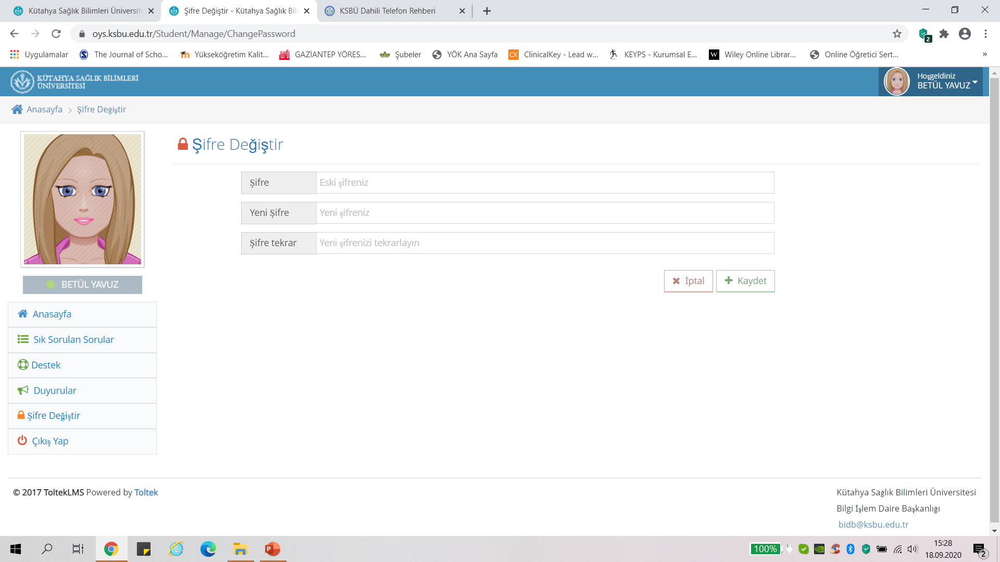 Kütahya Sağlık Bilimleri Üniversit
Şifre Değiştir - Kütahya Sağlık Bili
KSBÜ Dahili Telefon Rehberi
oys.ksbu.edu.tr/Student/Manage/ChangePassword
2
Uygulamalar
The Journal of Scho...
Yükseköğretim Kalit...
GAZİANTEP YÖRES...
Şubeler
YÖK Ana Sayfa
CK ClinicalKey - Lead w...
KEYPS - Kurumsal E...
W Wiley Online Librar...
Online Öğretici Sert...
»
KÜTAHYA SAĞLIK BİLİMLERİ
ÜNİVERSİTESİ
Hoşgeldiniz
BETÜL YAVUZ
Anasayfa > Şifre Değiştir
Şifre Değiştir
Şifre Eski şifreniz
Yeni Şifre Yeni şifreniz
Şifre tekrar Yeni şifrenizi tekrarlayın
İptal
Kaydet
BETÜL YAVUZ
Anasayfa
Sık Sorulan Sorular
Destek
Duyurular
Şifre Değiştir
Çıkış Yap
© 2017 ToltekLMS Powered by Toltek
Kütahya Sağlık Bilimleri Üniversitesi
Bilgi İşlem Daire Başkanlığı
bidb@ksbu.edu.tr
100%
15:28
18.09.2020
2